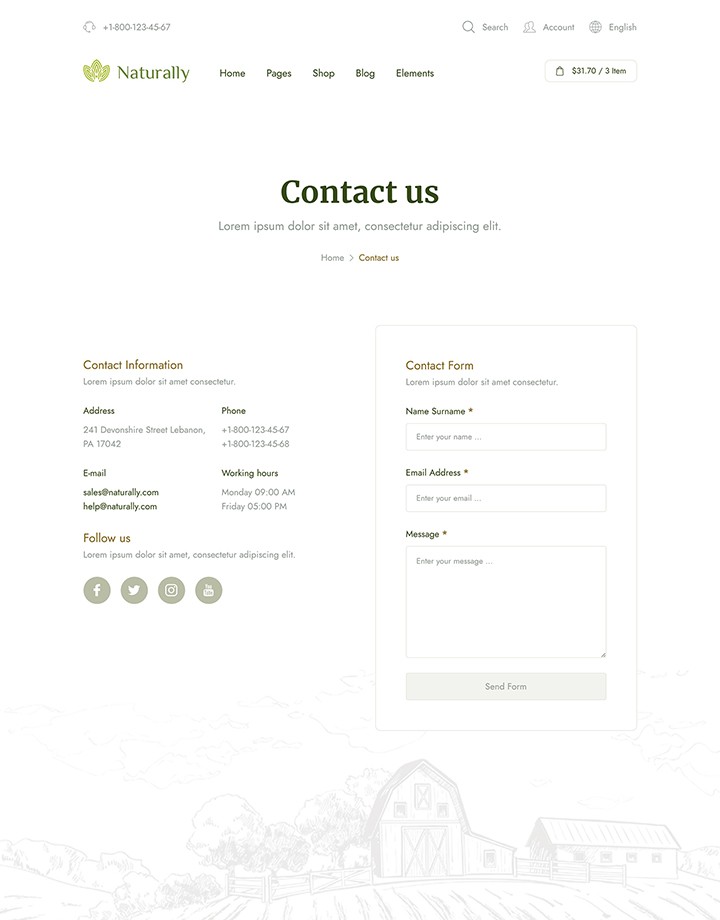 +1-800-123-45-67
Search Account English
Naturally
Home Pages Shop Blog Elements
$31.70 / 3 Item
Contact us
Lorem ipsum dolor sit amet, consectetur adipiscing elit.
Home > Contact us
Contact Information
Lorem ipsum dolor sit amet consectetur.
Address
241 Devonshire Street Lebanon,
PA 17042
Phone
+1-800-123-45-67
+1-800-123-45-68
E-mail
sales@naturally.com
help@naturally.com
Working hours
Monday 09:00 AM
Friday 05:00 PM
Follow us
Lorem ipsum dolor sit amet, consectetur adipiscing elit.
You Tube
Contact Form
Lorem ipsum dolor sit amet consectetur.
Name Surname *
Enter your name ...
Email Address *
Enter your email ...
Message *
Enter your message ...
Send Form